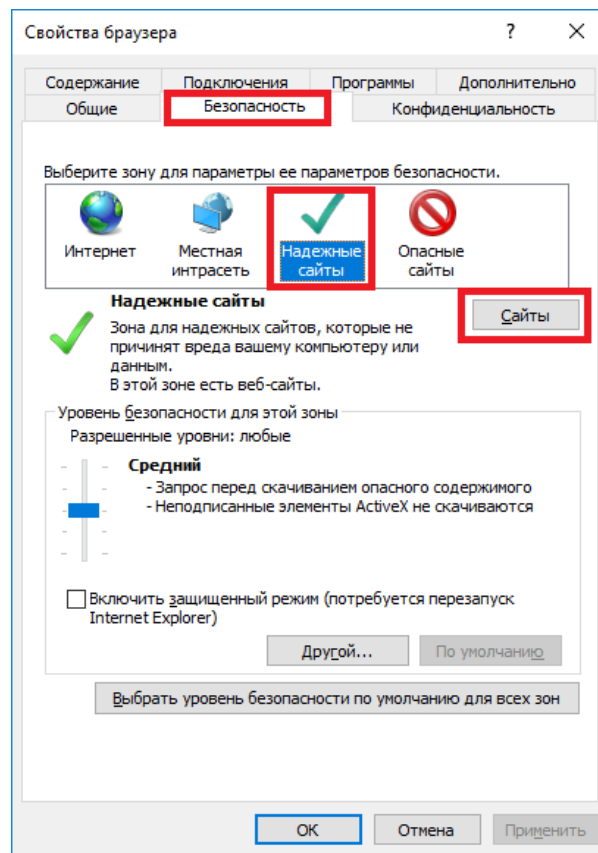 Свойства браузера
Содержание Подключения Программы Дополнительно
Общие Безопасность Конфиденциальность
Выберите зону для параметры ее параметров безопасности.
Интернет Местная интрасеть Надежные сайты Опасные сайты
Надежные сайты
Сайты
Зона для надежных сайтов, которые не
причинят вреда вашему компьютеру или
данным.
В этой зоне есть веб-сайты.
Уровень безопасности для этой зоны
Разрешенные уровни: любые
Средний
- Запрос перед скачиванием опасного содержимого
- Неподписанные элементы ActiveX не скачиваются
Включить защищенный режим (потребуется перезапуск
Internet Explorer)
Другой... По умолчанию
Выбрать уровень безопасности по умолчанию для всех зон
ОК Отмена Применить